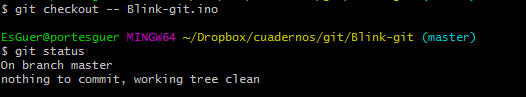 $ git checkout -- Blink-git.ino
EsGuer@portesguer MINGW64 ~/Dropbox/cuadernos/git/Blink-git (master)
$ git status
On branch master
nothing to commit, working tree clean